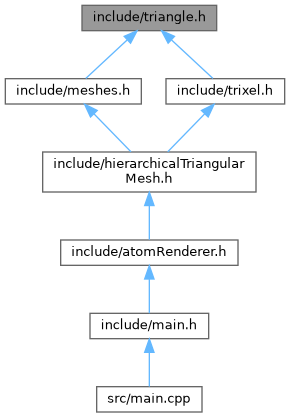 include/triangle.h
include/meshes.h
include/trixel.h
include/hierarchicalTriangular
Mesh.h
include/atomRenderer.h
include/main.h
src/main.cpp